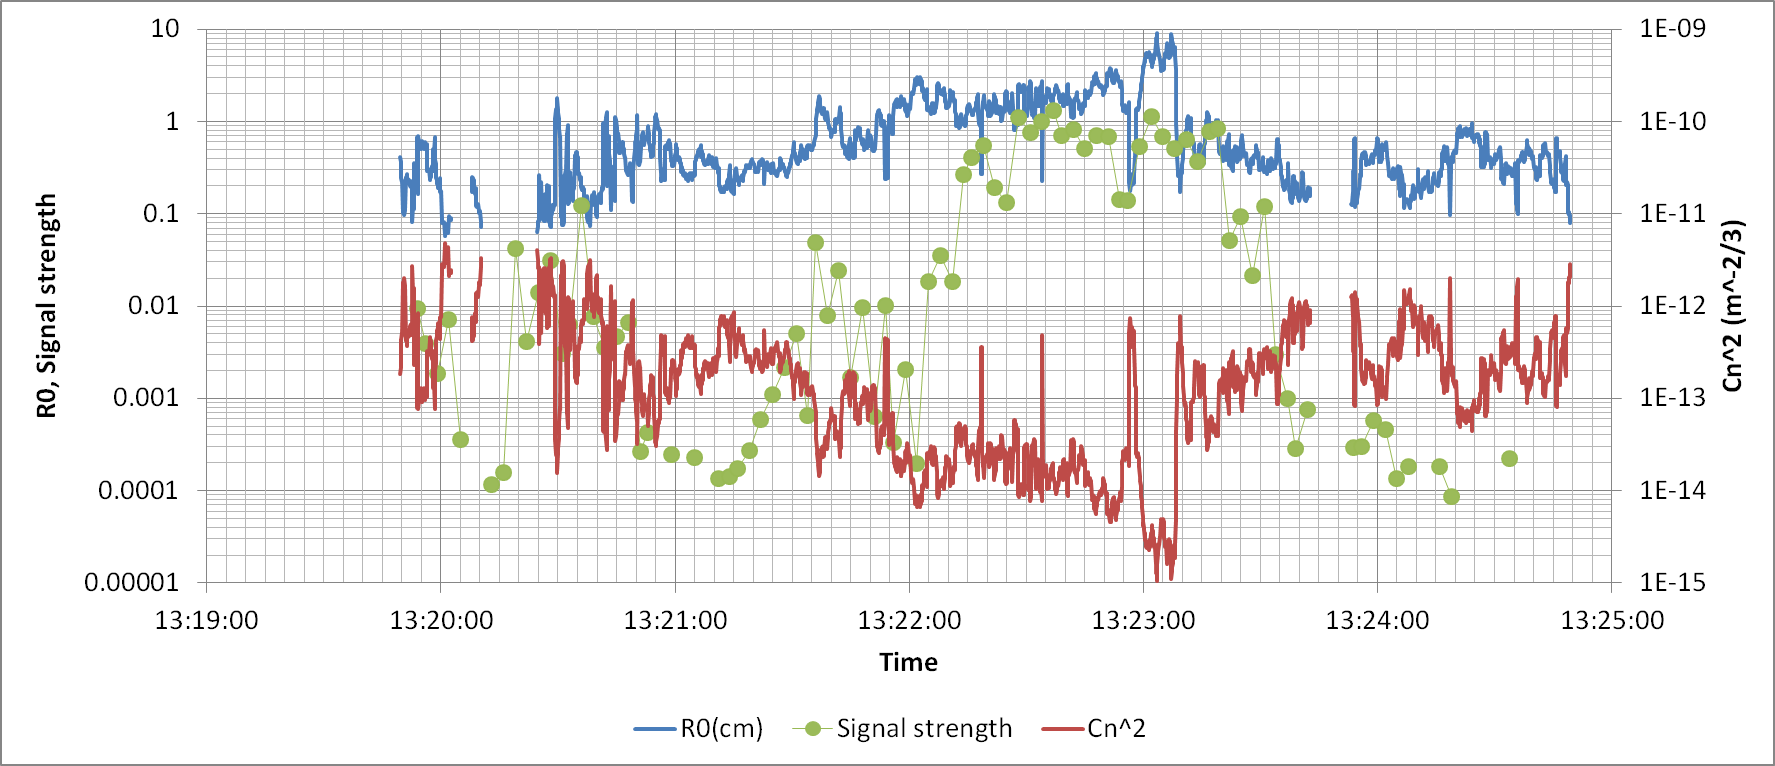 10
1
0.1
0.01
0.001
0.0001
0.00001
R0, Signal strength
1E-09
1E-10
1E-11
1E-12
1E-13
1E-14
1E-15
Cn^2 (m^-2/3)
13:19:00 13:20:00 13:21:00 13:22:00 13:23:00 13:24:00 13:25:00
Time
R0(cm) Signal strength Cn^2